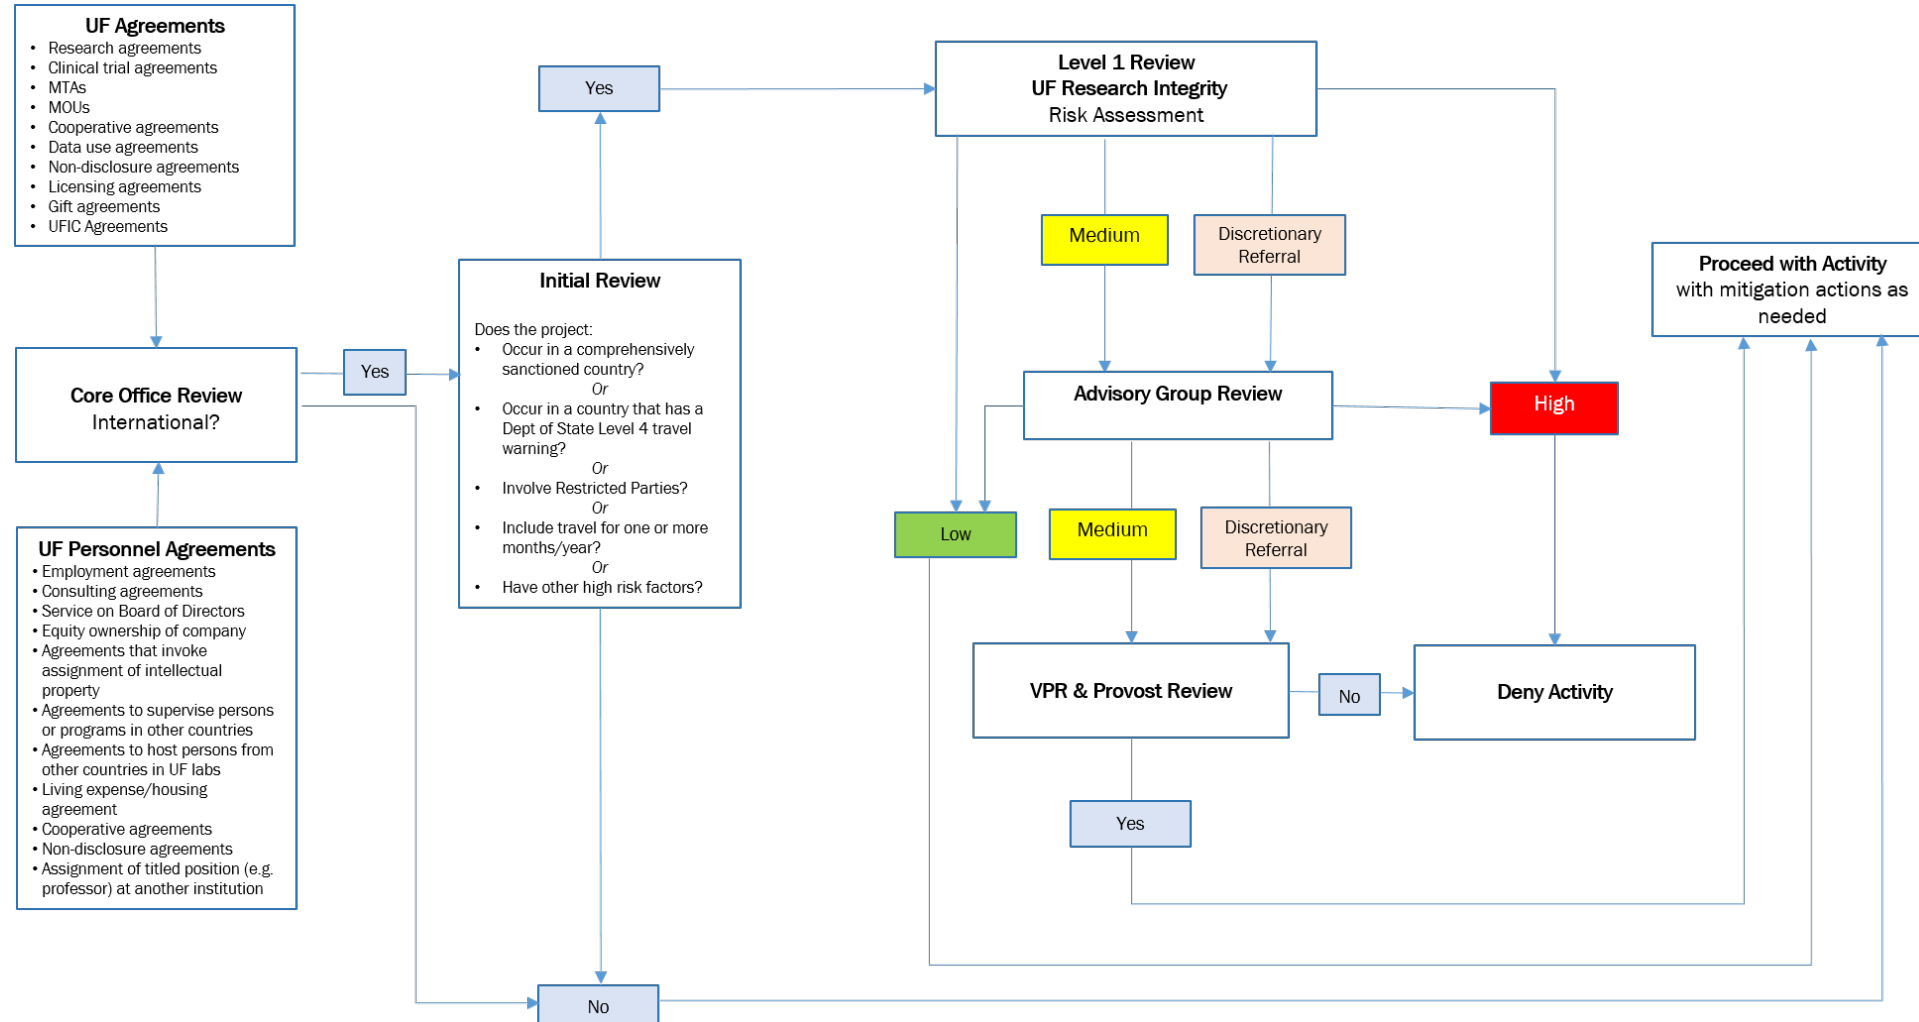 UF Agreements
• Research agreements
• Clinical trial agreements
• MTAs
• MOUs
• Cooperative agreements
• Data use agreements
• Non-disclosure agreements
• Licensing agreements
• Gift agreements
• UFIC Agreements
Core Office Review
International?
UF Personnel Agreements
• Employment agreements
• Consulting agreements
• Service on Board of Directors
• Equity ownership of company
• Agreements that invoke
assignment of intellectual
property
• Agreements to supervise persons
or programs in other countries
• Agreements to host persons from
other countries in UF labs
• Living expense/housing
agreement
• Cooperative agreements
• Non-disclosure agreements
• Assignment of titled position (e.g.
professor) at another institution
Yes
Initial Review
Does the project:
• Occur in a comprehensively
sanctioned country?
Or
• Occur in a country that has a
Dept of State Level 4 travel
warning?
Or
• Involve Restricted Parties?
Or
• Include travel for one or more
months/year?
Or
• Have other high risk factors?
Yes
No
Level 1 Review
UF Research Integrity
Risk Assessment
Medium
Discretionary
Referral
Advisory Group Review
High
Low
Medium
Discretionary
Referral
VPR & Provost Review
No
Deny Activity
Yes
Proceed with Activity
with mitigation actions as
needed